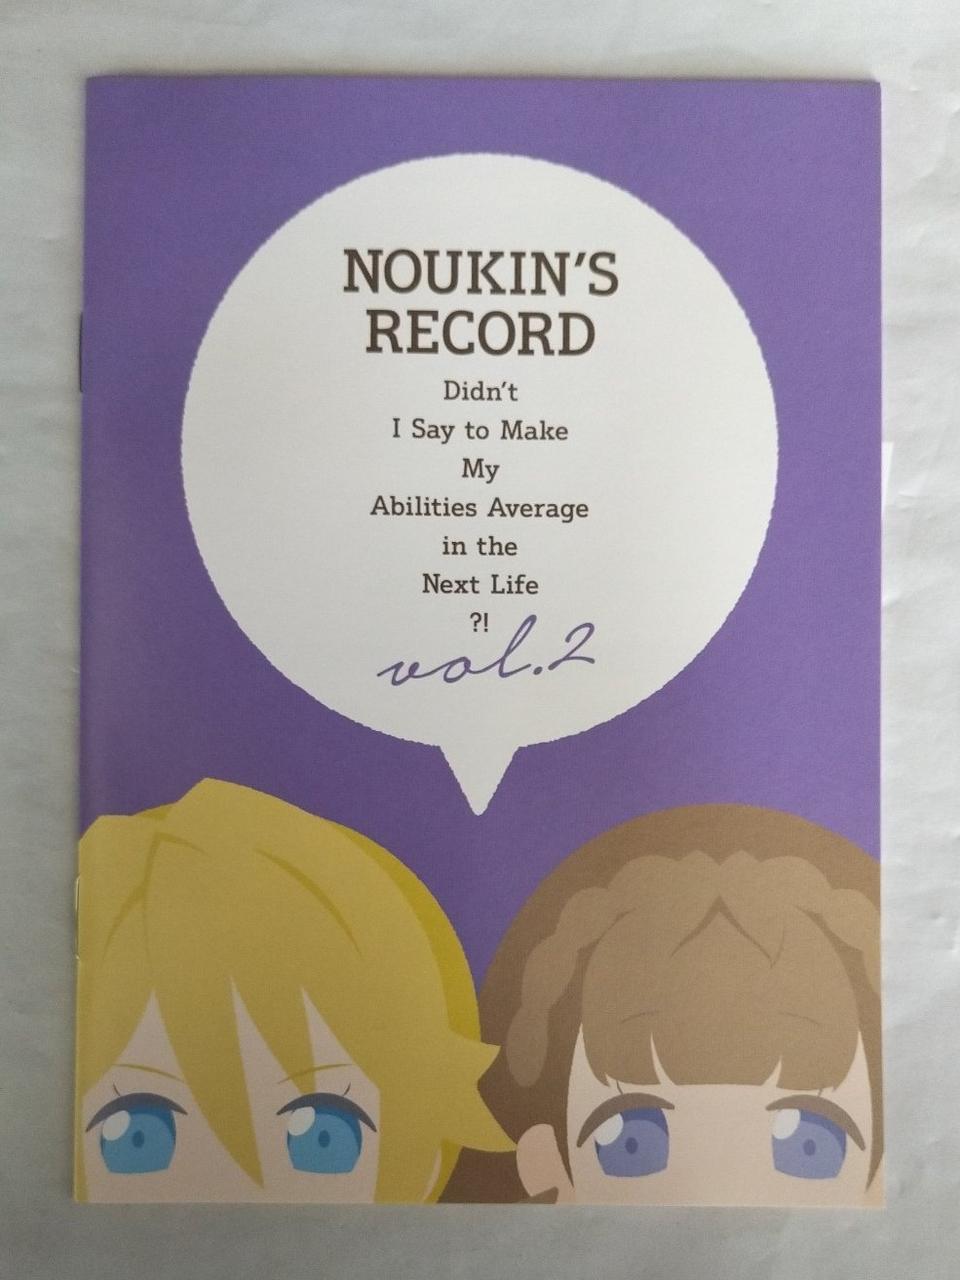 NOUKIN'S
RECORD
Didn't
I Say to Make
My
Abilities Average
in the
Next Life
?!
vol.2